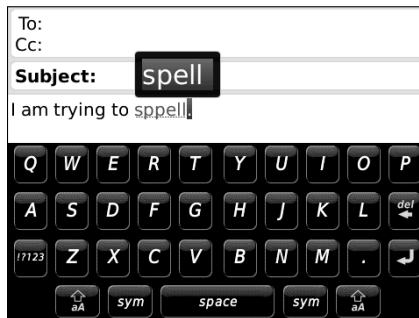 To:
Cc:
Subject:
spell
I am trying to sppell.
Q W E R T Y U I O P
A S D F G H J K L del
!?123 Z X C V B N M .
aA sym space sym aA